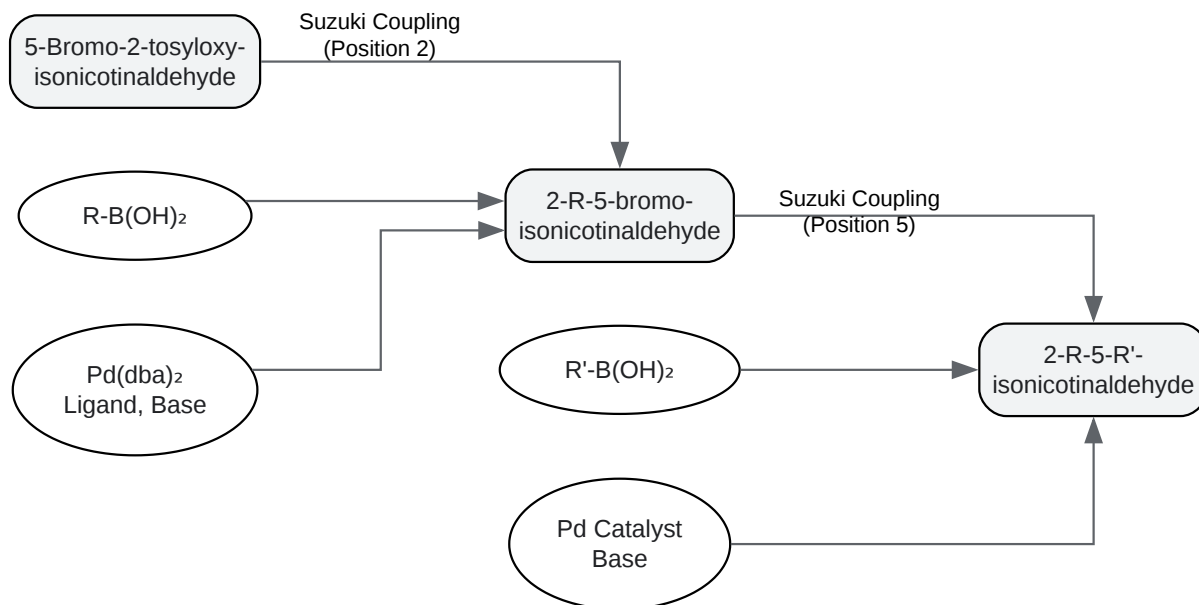 5-Bromo-2-tosyloxy-
isonicotinaldehyde
Suzuki Coupling
(Position 2)
R-B(OH)₂
2-R-5-bromo-
isonicotinaldehyde
Suzuki Coupling
(Position 5)
Pd(dba)₂
Ligand, Base
R'-B(OH)₂
2-R-5-R'-
isonicotinaldehyde
Pd Catalyst
Base